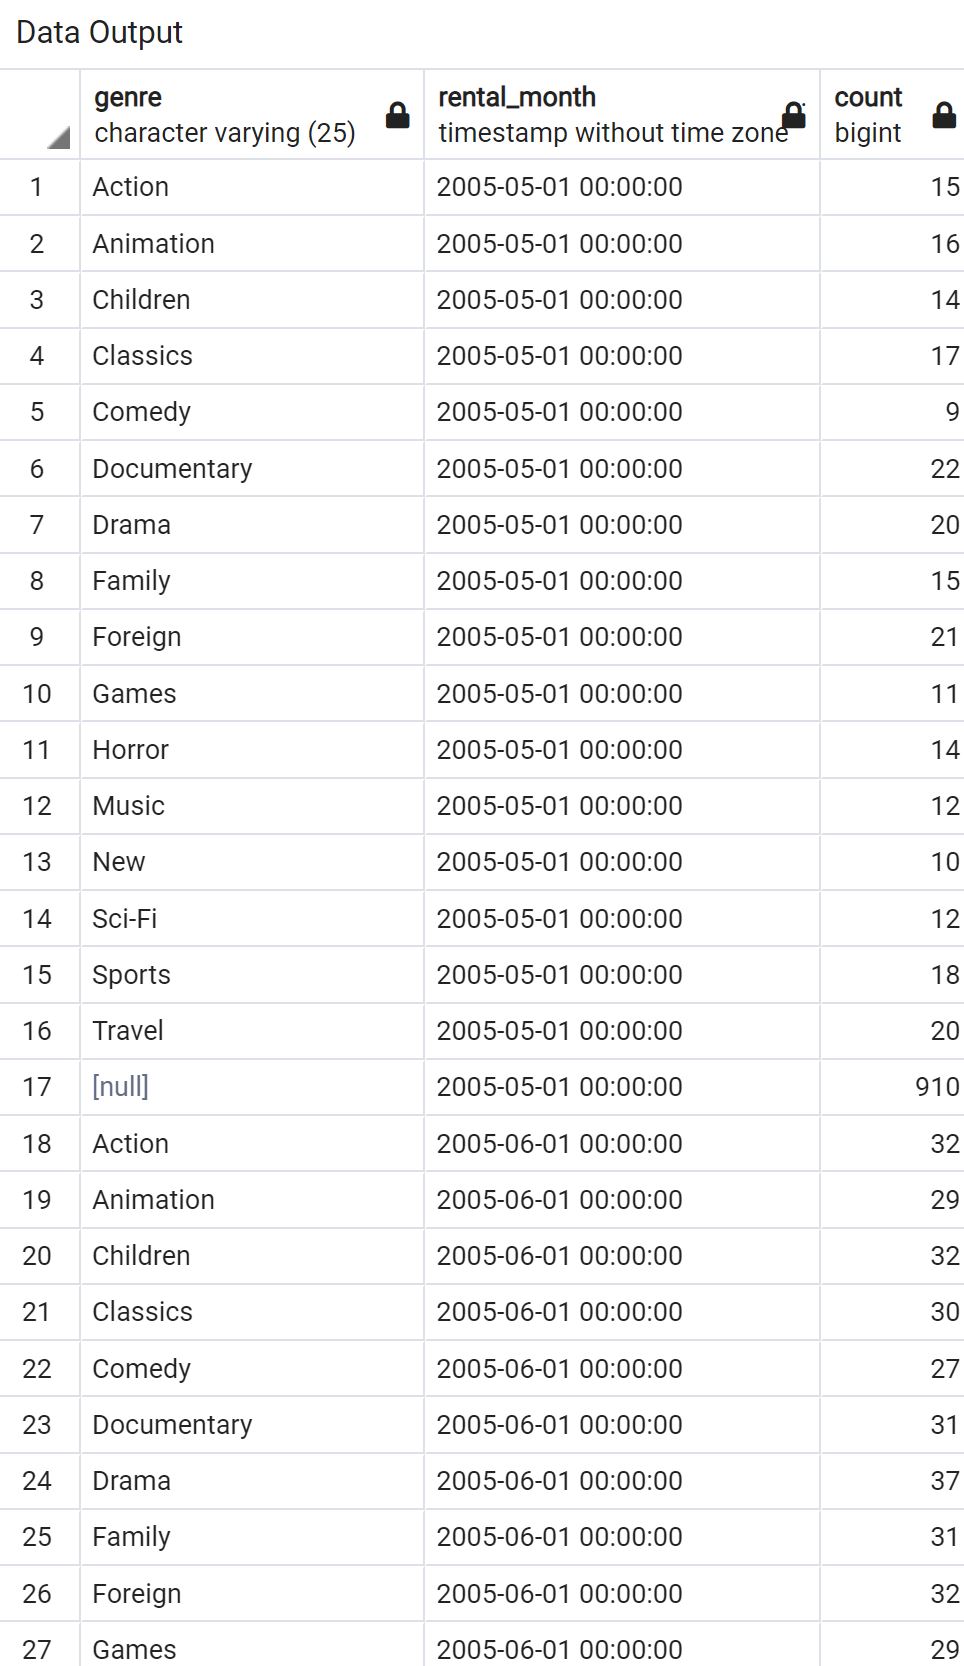 Data Output
genre rental_month count
character varying (25) timestamp without time zone bigint
1 Action 2005-05-01 00:00:00 15
2 Animation 2005-05-01 00:00:00 16
3 Children 2005-05-01 00:00:00 14
4 Classics 2005-05-01 00:00:00 17
5 Comedy 2005-05-01 00:00:00 9
6 Documentary 2005-05-01 00:00:00 22
7 Drama 2005-05-01 00:00:00 20
8 Family 2005-05-01 00:00:00 15
9 Foreign 2005-05-01 00:00:00 21
10 Games 2005-05-01 00:00:00 11
11 Horror 2005-05-01 00:00:00 14
12 Music 2005-05-01 00:00:00 12
13 New 2005-05-01 00:00:00 10
14 Sci-Fi 2005-05-01 00:00:00 12
15 Sports 2005-05-01 00:00:00 18
16 Travel 2005-05-01 00:00:00 20
17 [null] 2005-05-01 00:00:00 910
18 Action 2005-06-01 00:00:00 32
19 Animation 2005-06-01 00:00:00 29
20 Children 2005-06-01 00:00:00 32
21 Classics 2005-06-01 00:00:00 30
22 Comedy 2005-06-01 00:00:00 27
23 Documentary 2005-06-01 00:00:00 31
24 Drama 2005-06-01 00:00:00 37
25 Family 2005-06-01 00:00:00 31
26 Foreign 2005-06-01 00:00:00 32
27 Games 2005-06-01 00:00:00 29